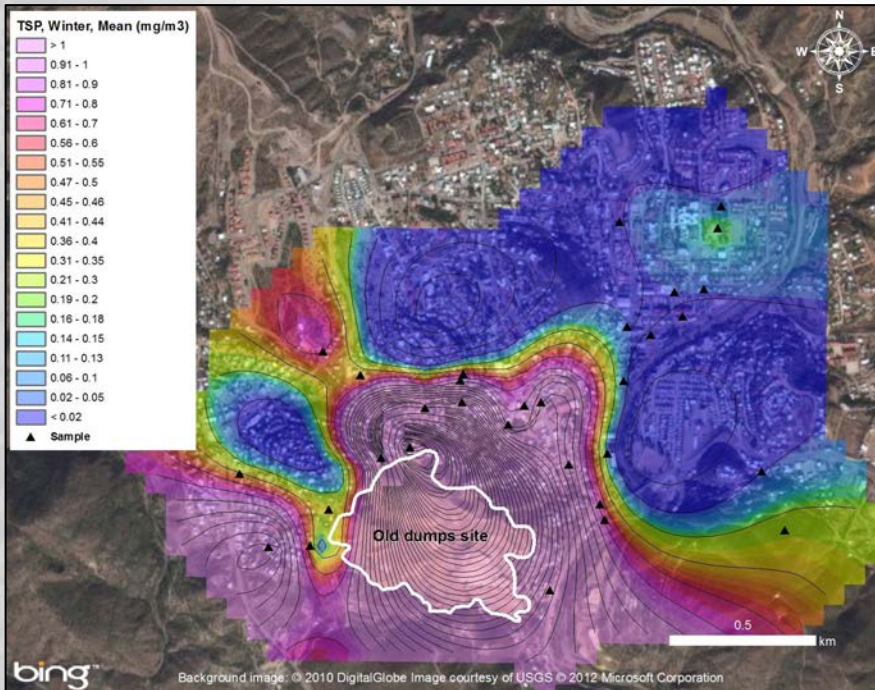 TSP, Winter, Mean (mg/m3)
> 1
0.91 - 1
0.81 - 0.9
0.71 - 0.8
0.61 - 0.7
0.56 - 0.6
0.51 - 0.55
0.47 - 0.5
0.45 - 0.46
0.41 - 0.44
0.36 - 0.4
0.31 - 0.35
0.21 - 0.3
0.19 - 0.2
0.16 - 0.18
0.14 - 0.15
0.11 - 0.13
0.06 - 0.1
0.02 - 0.05
< 0.02
Sample
N
W E
S
Old dumps site
0.5
km
bing™
Background image: © 2010 DigitalGlobe Image courtesy of USGS © 2012 Microsoft Corporation